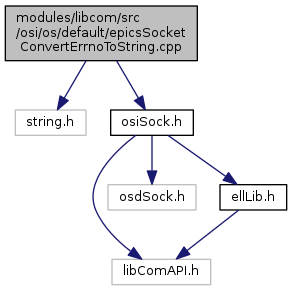 modules/libcom/src
/osi/os/default/epicsSocket
ConvertErrnoToString.cpp
string.h
osiSock.h
osdSock.h
ellLib.h
libComAPI.h